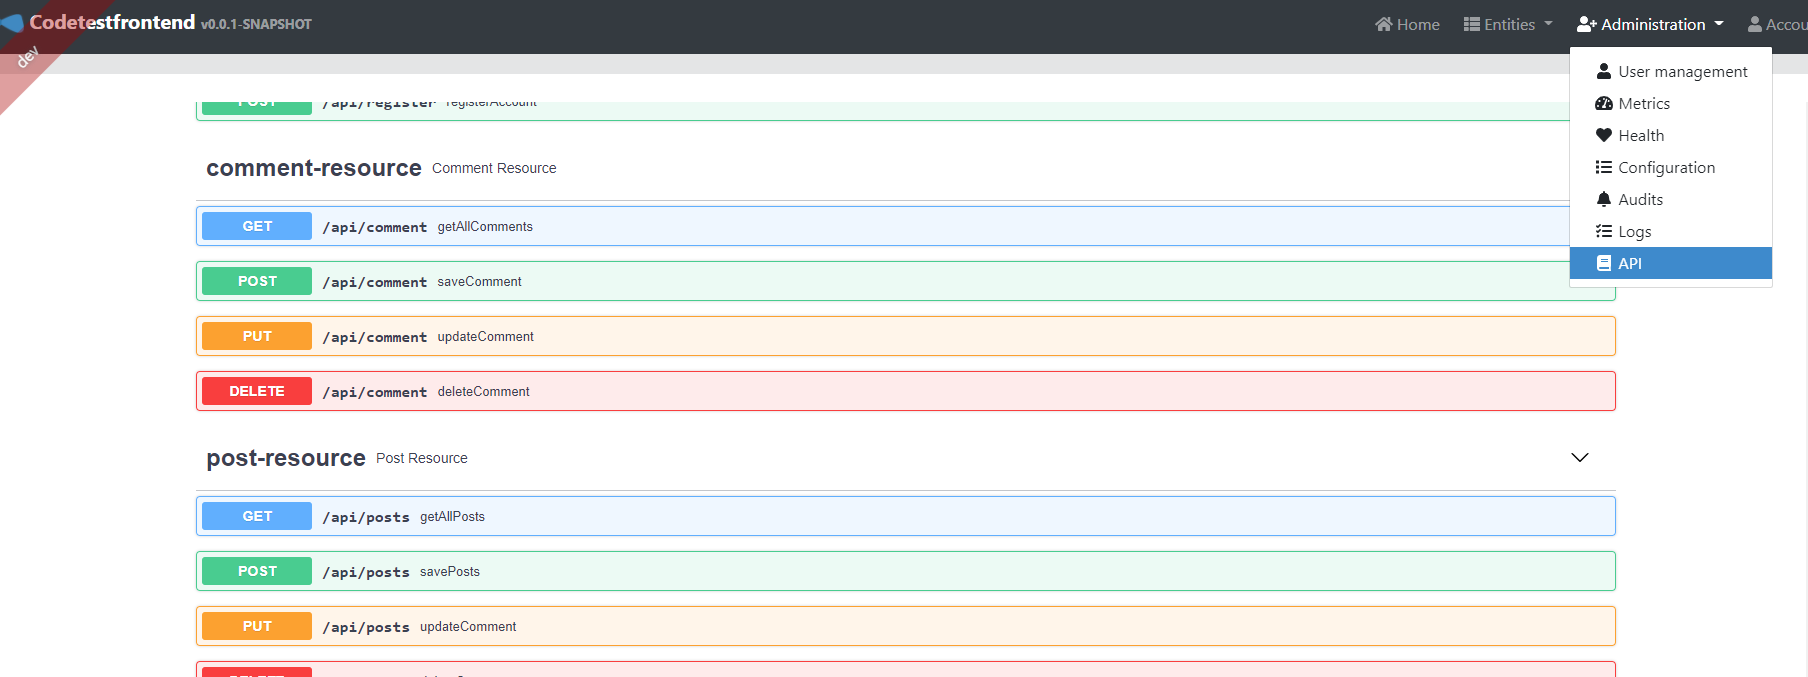 Codetestfrontend v0.0.1-SNAPSHOT
Home Entities Administration Accou
dev
User management
Metrics
Health
Configuration
Audits
Logs
API
POST /api/register registerAccount
comment-resource Comment Resource
GET /api/comment getAllComments
POST /api/comment saveComment
PUT /api/comment updateComment
DELETE /api/comment deleteComment
post-resource Post Resource
GET /api/posts getAllPosts
POST /api/posts savePosts
PUT /api/posts updateComment
DELETE